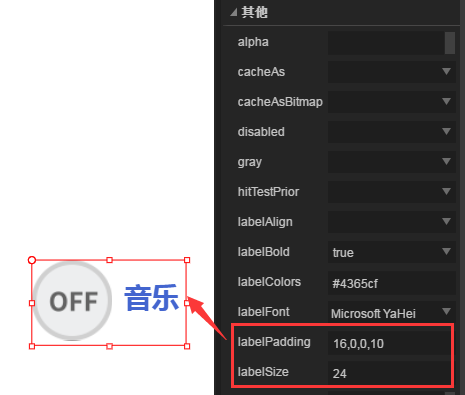 其他
alpha
cacheAs
cacheAsBitmap
disabled
gray
hitTestPrior
labelAlign
labelBold true
labelColors #4365cf
labelFont Microsoft YaHei
labelPadding 16,0,0,10
labelSize 24
OFF 音乐